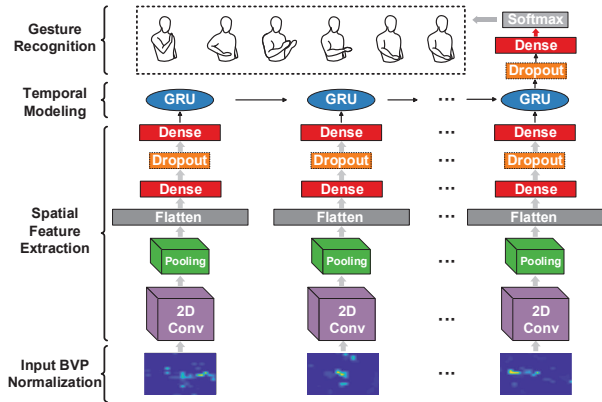 Gesture
Recognition
Softmax
Dense
Dropout
Temporal
Modeling
GRU GRU ... GRU
Dense Dense ... Dense
Dropout Dropout ... Dropout
Dense Dense ... Dense
Spatial
Feature
Extraction
Flatten Flatten ... Flatten
Pooling Pooling ... Pooling
2D
Conv
2D
Conv
...
2D
Conv
Input BVP
Normalization
...